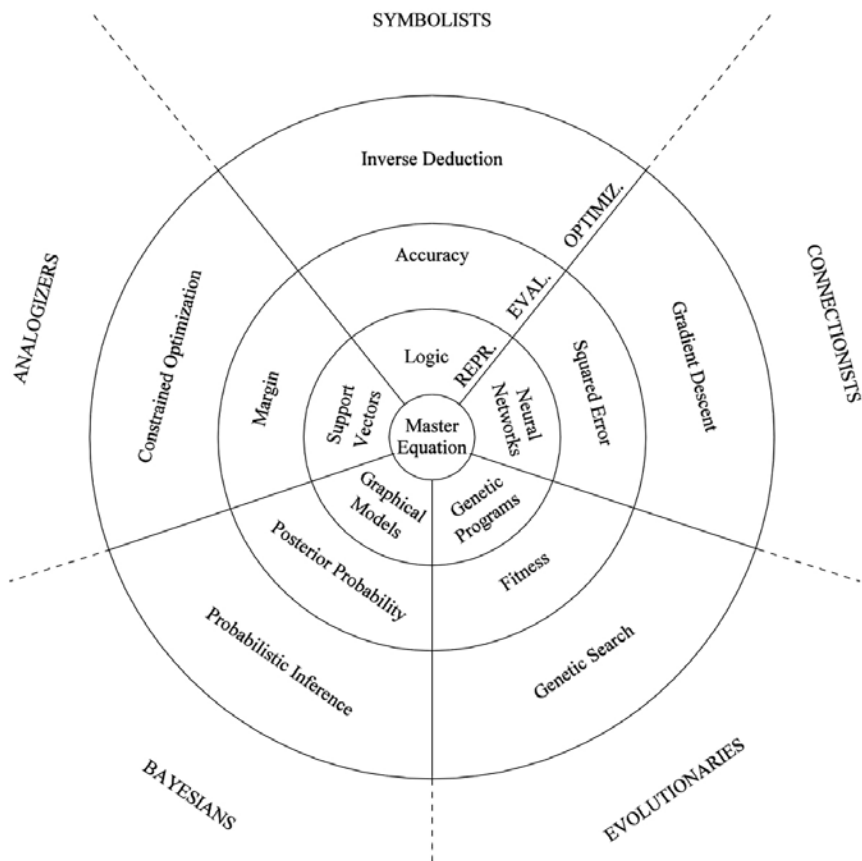 SYMBOLISTS
Inverse Deduction
OPTIMIZ.
Accuracy
EVAL.
Logic
REPR.
ANALOGIZERS
Constrained Optimization
Margin
Support
Vectors
Master
Equation
Neural
Networks
Squared Error
Gradient Descent
CONNECTIONISTS
Graphical
Models
Genetic
Programs
Posterior Probability
Fitness
Probabilistic Inference
Genetic Search
BAYESIANS
EVOLUTIONARIES